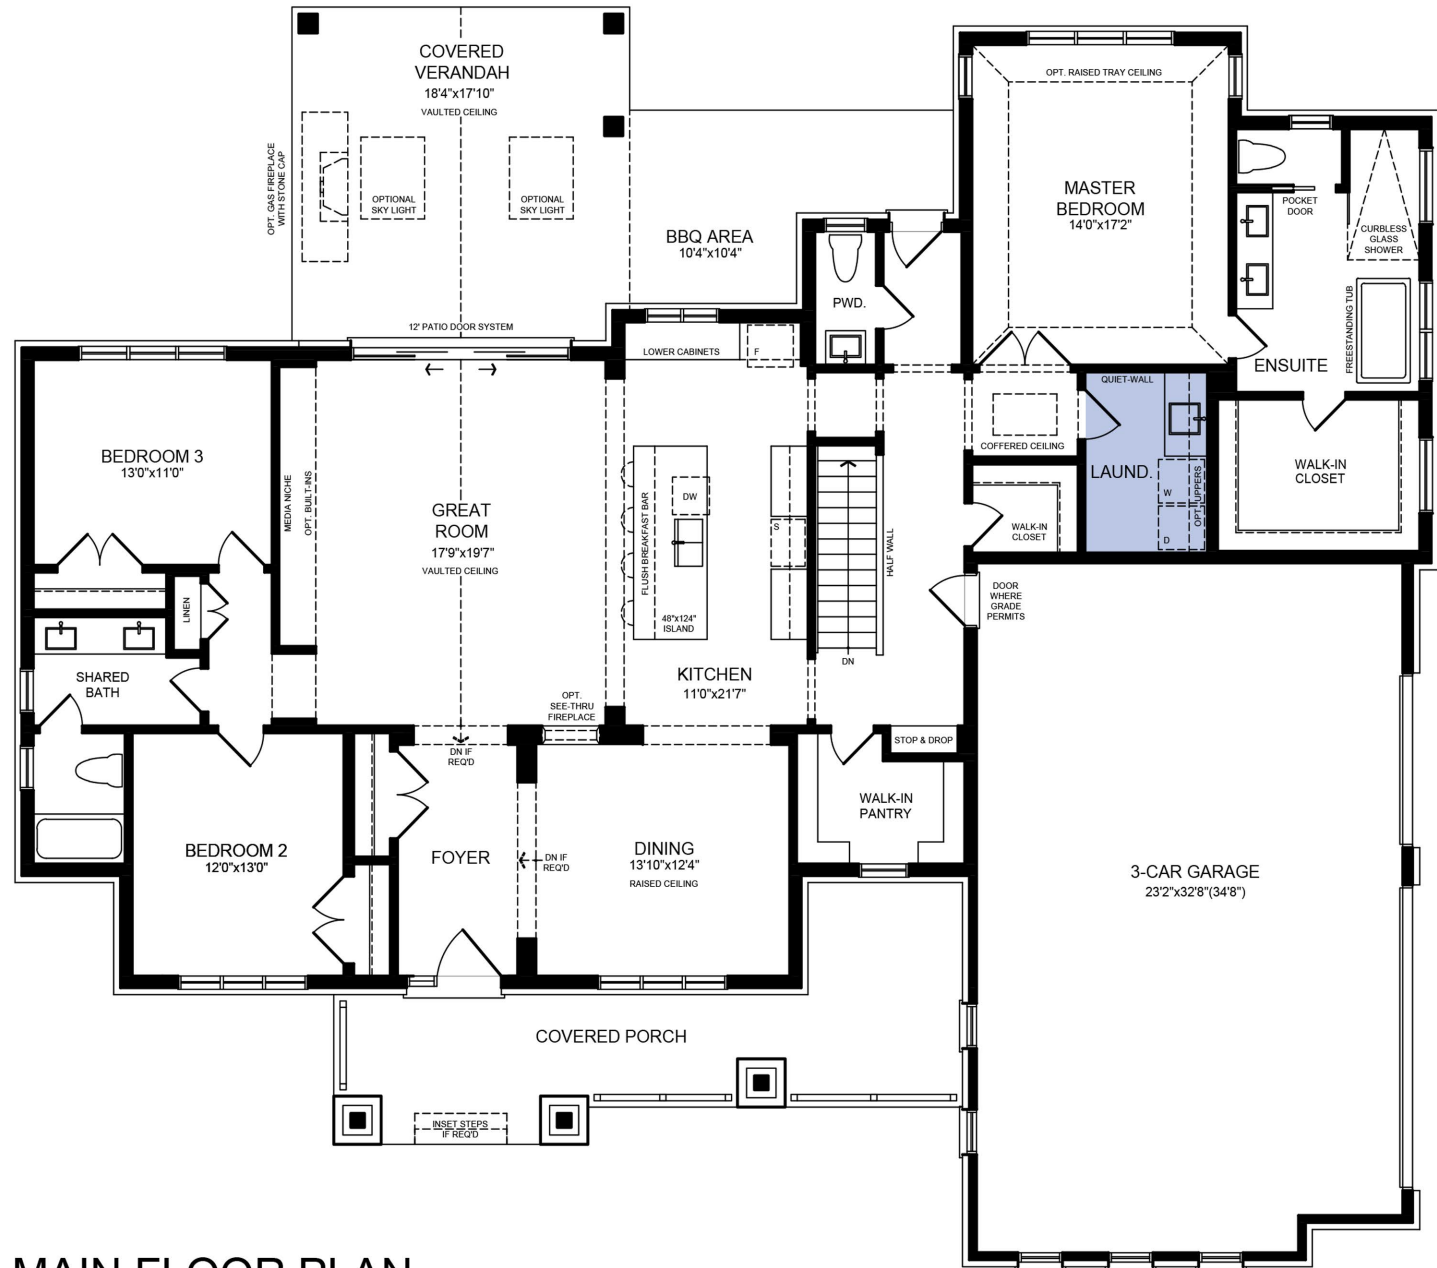 COVERED
VERANDAH
18'4"x17'10"
VAULTED CEILING
OPT. GAS FIREPLACE
WITH STONE CAP
OPTIONAL
SKY LIGHT
OPTIONAL
SKY LIGHT
BBQ AREA
10'4"x10'4"
12' PATIO DOOR SYSTEM
OPT. RAISED TRAY CEILING
MASTER
BEDROOM
14'0"x17'2"
POCKET
DOOR
CURBLESS
GLASS
SHOWER
FREESTANDING TUB
ENSUITE
PWD.
LOWER CABINETS
F
QUIET-WALL
COFFERED CEILING
LAUND.
W
D
OPT. UPPERS
WALK-IN
CLOSET
WALK-IN
CLOSET
BEDROOM 3
13'0"x11'0"
MEDIA NICHE
OPT. BUILT-INS
GREAT
ROOM
17'9"x19'7"
VAULTED CEILING
FLUSH BREAKFAST BAR
DW
S
48"x124"
ISLAND
HALF WALL
DN
DOOR
WHERE
GRADE
PERMITS
LINEN
SHARED
BATH
KITCHEN
11'0"x21'7"
OPT.
SEE-THRU
FIREPLACE
DN IF
REQ'D
STOP & DROP
WALK-IN
PANTRY
BEDROOM 2
12'0"x13'0"
FOYER
DN IF
REQ'D
DINING
13'10"x12'4"
RAISED CEILING
3-CAR GARAGE
23'2"x32'8"(34'8")
COVERED PORCH
INSET STEPS
IF REQ'D
MAIN FLOOR PLAN